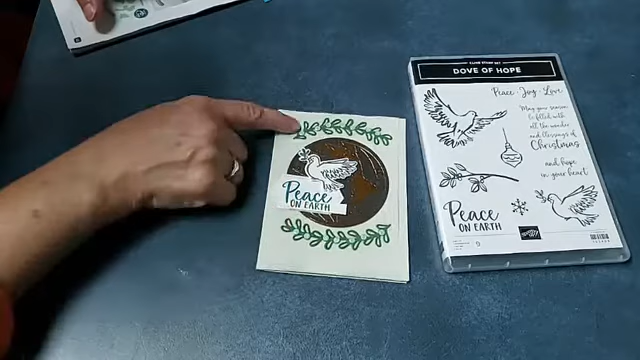 Peace
ON EARTH
DOVE OF HOPE
Peace · Joy · Love
May your season
is filled with
all the wonder
and blessings of
Christmas
and hope
in your heart
Peace
ON EARTH